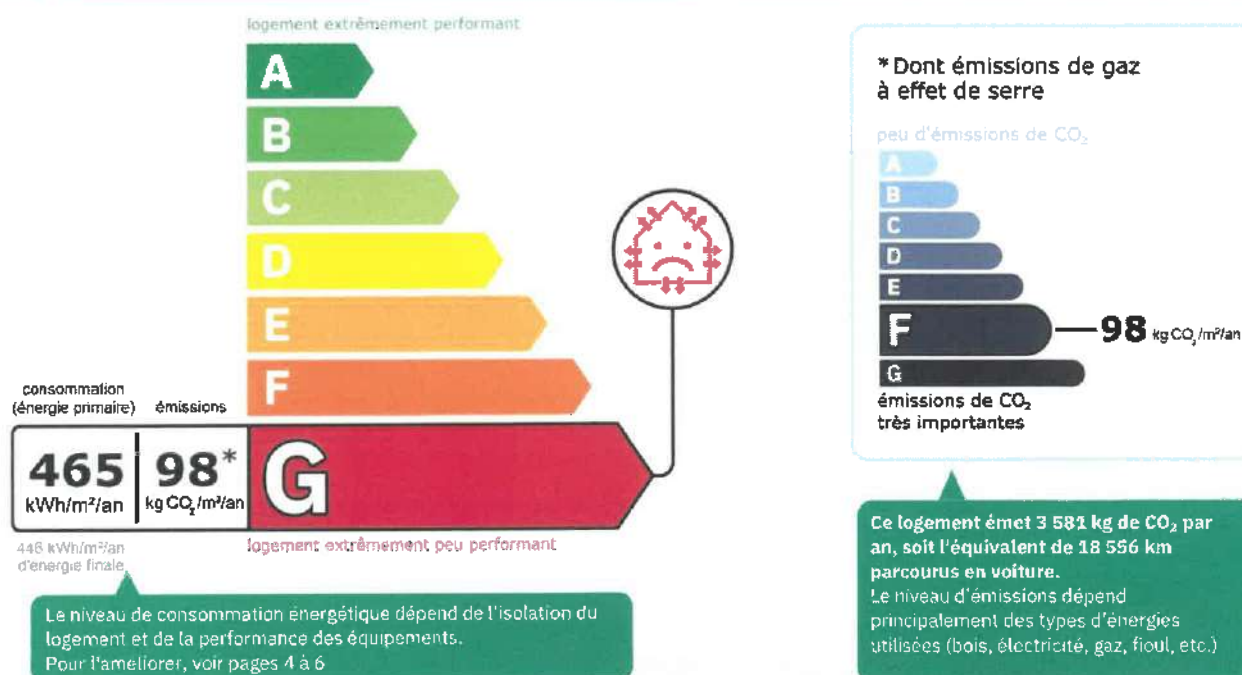 logement extrêmement performant
A
B
C
D
E
F
consommation
(énergie primaire)
émissions
465
kWh/m²/an
98*
kg CO₂/m²/an
G
448 kWh/m²/an
d'énergie finale
logement extrêmement peu performant
Le niveau de consommation énergétique dépend de l'isolation du
logement et de la performance des équipements.
Pour l'améliorer, voir pages 4 à 6
*Dont émissions de gaz
à effet de serre
peu d'émissions de CO₂
A
B
C
D
E
F
98 kg CO₂/m²/an
G
émissions de CO₂
très importantes
Ce logement émet 3 581 kg de CO₂ par
an, soit l'équivalent de 18 556 km
parcourus en voiture.
Le niveau d'émissions dépend
principalement des types d'énergies
utilisées (bois, électricité, gaz, fioul, etc.)